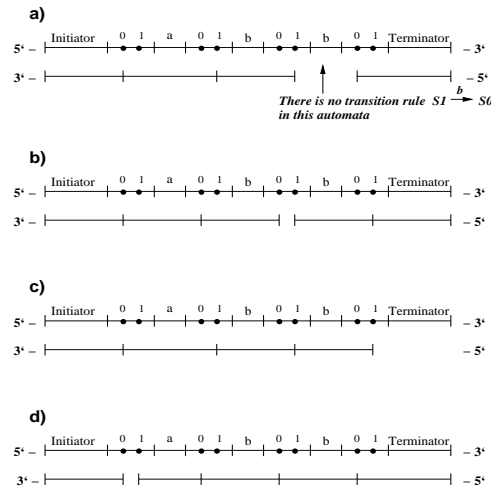 a)
0 1 0 1 0 1 0 1
Initiator a b b Terminator
5‘ – – 3‘
3‘ – – 5‘
There is no transition rule S1 b S0
in this automata
b)
0 1 0 1 0 1 0 1
Initiator a b b Terminator
5‘ – – 3‘
3‘ – – 5‘
c)
0 1 0 1 0 1 0 1
Initiator a b b Terminator
5‘ – – 3‘
3‘ – – 5‘
d)
0 1 0 1 0 1 0 1
Initiator a b b Terminator
5‘ – – 3‘
3‘ – – 5‘